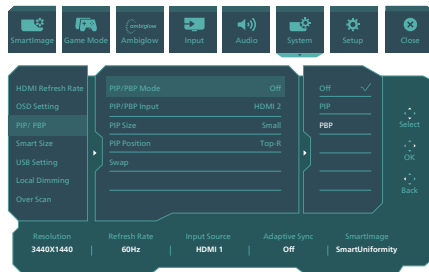 SmartImage
Game Mode
ambiglow
Ambiglow
Input
Audio
System
Setup
Close
HDMI Refresh Rate
OSD Setting
PIP/ PBP
Smart Size
USB Setting
Local Dimming
Over Scan
PIP/PBP Mode Off
PIP/PBP Input HDMI 2
PIP Size Small
PIP Position Top-R
Swap
Off
PIP
PBP
Select
OK
Back
Resolution Refresh Rate Input Source Adaptive Sync SmartImage
3440X1440 60Hz HDMI 1 Off SmartUniformity